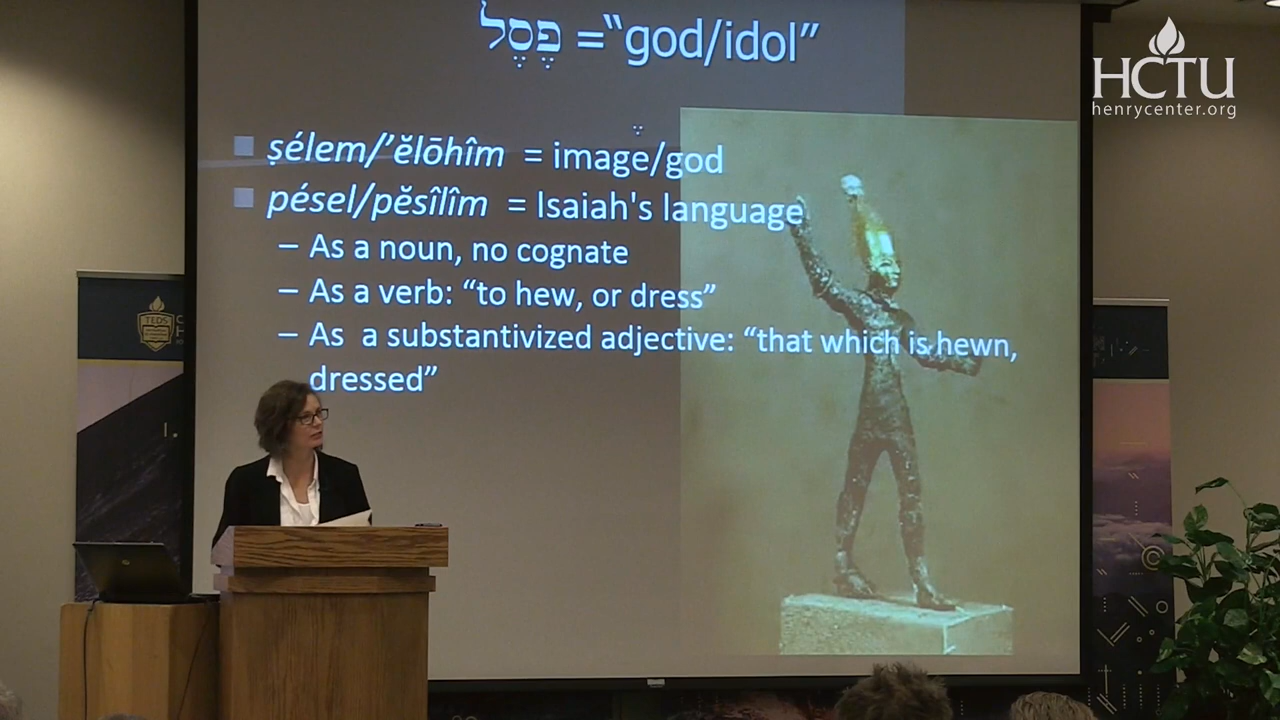 פֶּסֶל ="god/idol"
HCTU
henrycenter.org
ṣélem/'ĕlōhîm = image/god
pésel/pĕsîlîm = Isaiah's language
– As a noun, no cognate
– As a verb: “to hew, or dress”
– As a substantivized adjective: “that which is hewn,
dressed”
TEDS